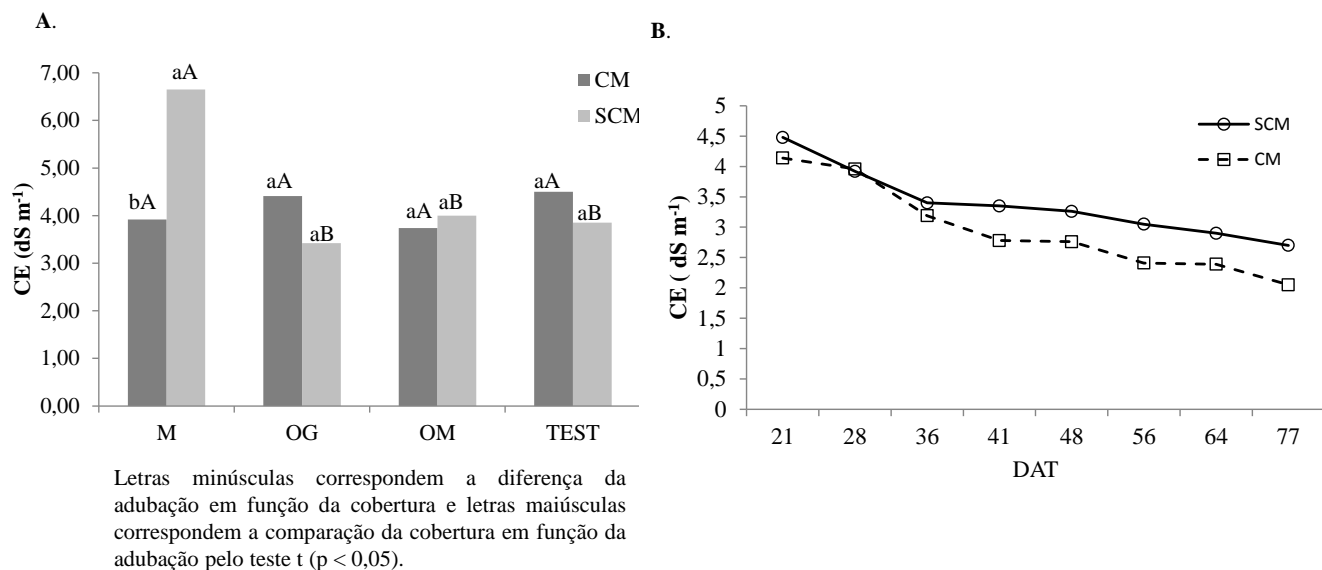 A.
7,00
6,00
5,00
4,00
3,00
2,00
1,00
0,00
CE (dS m⁻¹)
aA
bA
aA
aB
aA
aB
aA
aB
CM
SCM
M OG OM TEST
Letras minúsculas correspondem a diferença da
adubação em função da cobertura e letras maiúsculas
correspondem a comparação da cobertura em função da
adubação pelo teste t (p < 0,05).
B.
5
4,5
4
3,5
3
2,5
2
1,5
1
0,5
0
CE ( dS m⁻¹)
SCM
CM
21 28 36 41 48 56 64 77
DAT